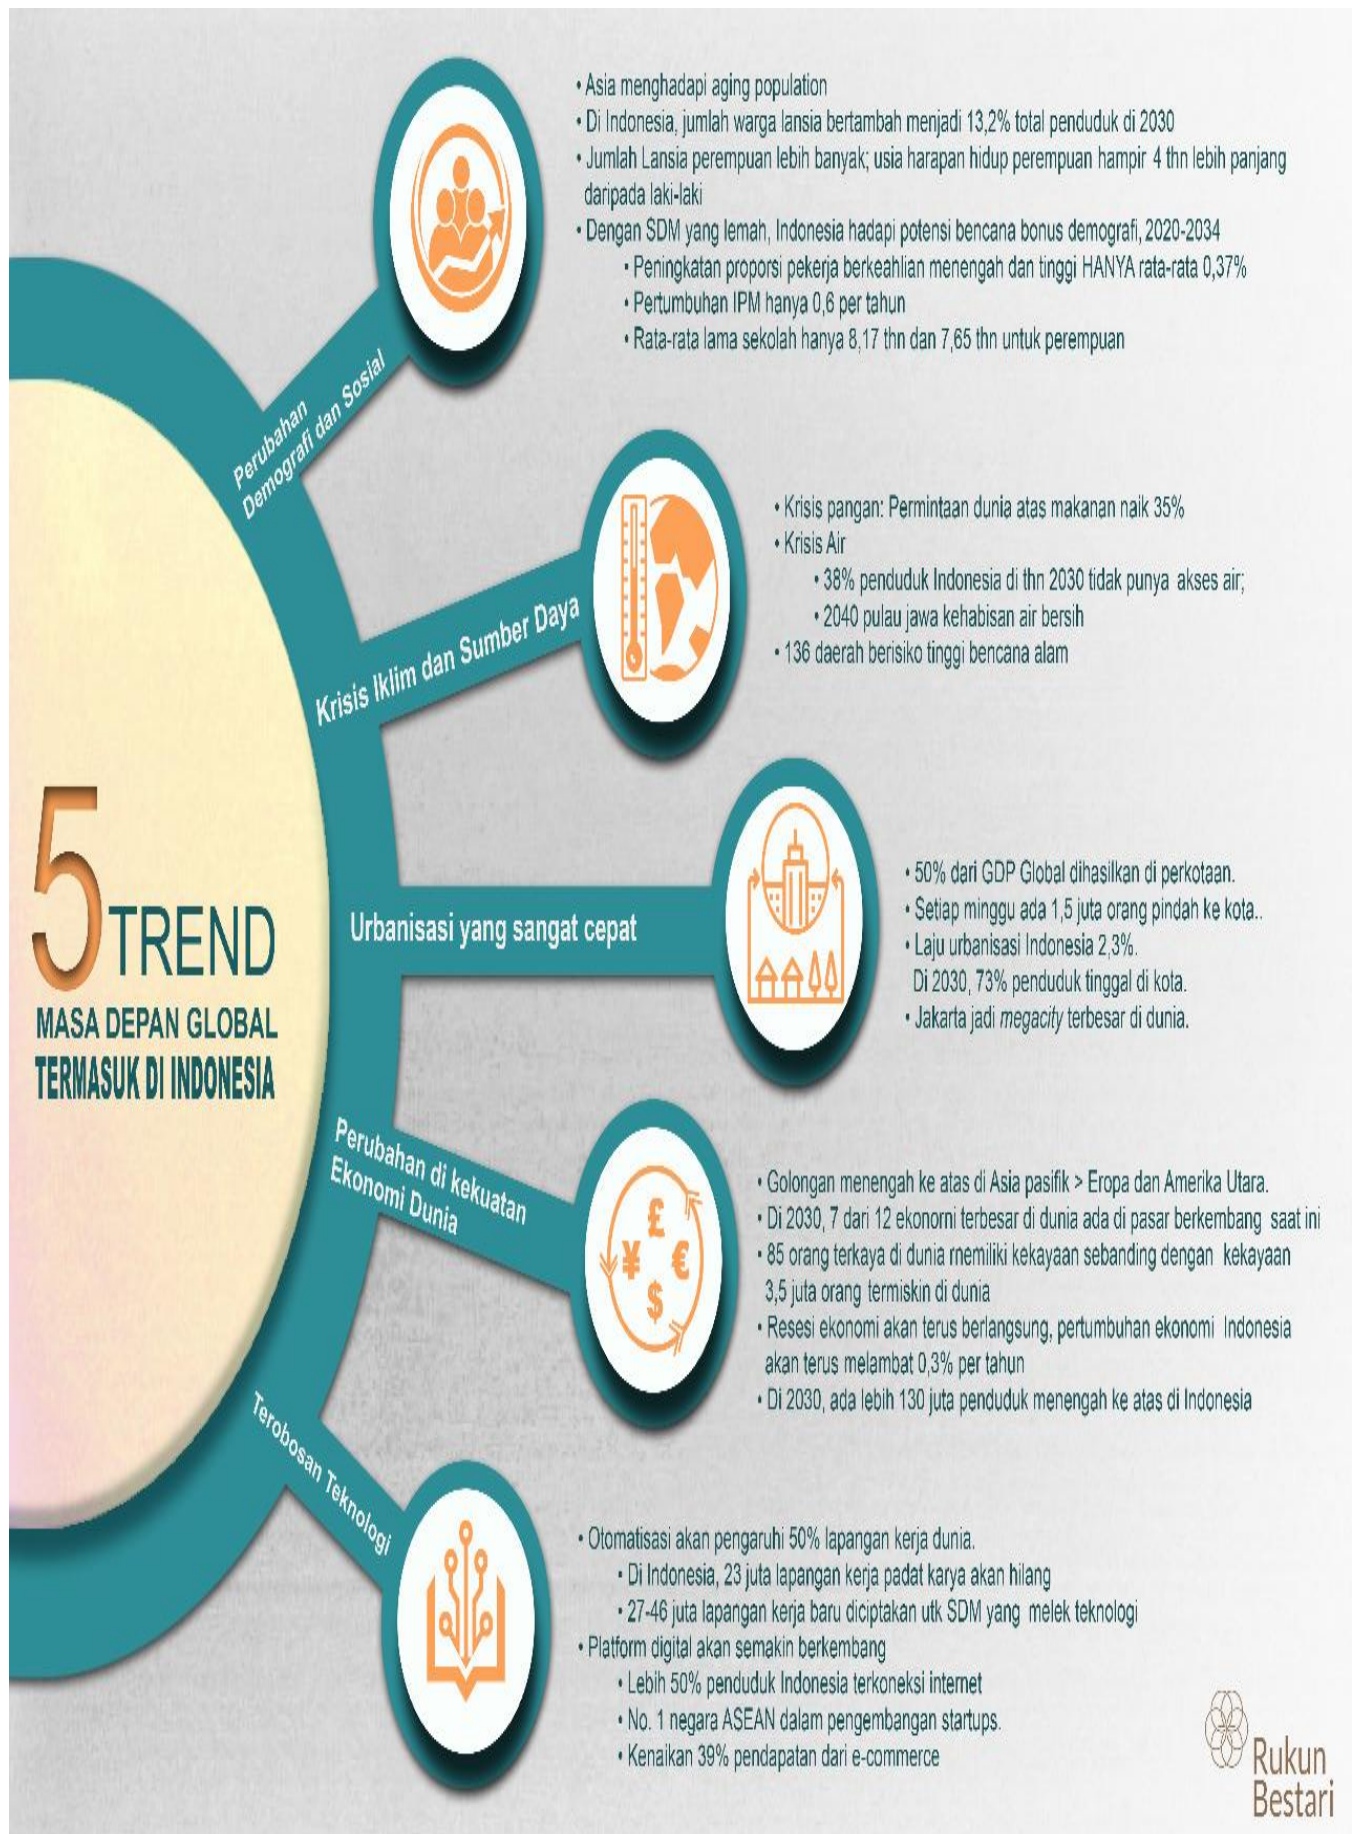 5 TREND
MASA DEPAN GLOBAL
TERMASUK DI INDONESIA
Perubahan
Demografi dan Sosial
• Asia menghadapi aging population
• Di Indonesia, jumlah warga lansia bertambah menjadi 13,2% total penduduk di 2030
• Jumlah Lansia perempuan lebih banyak; usia harapan hidup perempuan hampir 4 thn lebih panjang
daripada laki-laki
• Dengan SDM yang lemah, Indonesia hadapi potensi bencana bonus demografi, 2020-2034
• Peningkatan proporsi pekerja berkeahlian menengah dan tinggi HANYA rata-rata 0,37%
• Pertumbuhan IPM hanya 0,6 per tahun
• Rata-rata lama sekolah hanya 8,17 thn dan 7,65 thn untuk perempuan
Krisis Iklim dan Sumber Daya
• Krisis pangan: Permintaan dunia atas makanan naik 35%
• Krisis Air
• 38% penduduk Indonesia di thn 2030 tidak punya akses air;
• 2040 pulau jawa kehabisan air bersih
• 136 daerah berisiko tinggi bencana alam
Urbanisasi yang sangat cepat
• 50% dari GDP Global dihasilkan di perkotaan.
• Setiap minggu ada 1,5 juta orang pindah ke kota..
• Laju urbanisasi Indonesia 2,3%.
Di 2030, 73% penduduk tinggal di kota.
• Jakarta jadi megacity terbesar di dunia.
Perubahan di kekuatan
Ekonomi Dunia
£
¥ €
$
• Golongan menengah ke atas di Asia pasifik > Eropa dan Amerika Utara.
• Di 2030, 7 dari 12 ekonomi terbesar di dunia ada di pasar berkembang saat ini
• 85 orang terkaya di dunia memiliki kekayaan sebanding dengan kekayaan
3,5 juta orang termiskin di dunia
• Resesi ekonomi akan terus berlangsung, pertumbuhan ekonomi Indonesia
akan terus melambat 0,3% per tahun
• Di 2030, ada lebih 130 juta penduduk menengah ke atas di Indonesia
Terobosan Teknologi
• Otomatisasi akan pengaruhi 50% lapangan kerja dunia.
• Di Indonesia, 23 juta lapangan kerja padat karya akan hilang
• 27-46 juta lapangan kerja baru diciptakan utk SDM yang melek teknologi
• Platform digital akan semakin berkembang
• Lebih 50% penduduk Indonesia terkoneksi internet
• No. 1 negara ASEAN dalam pengembangan startups.
• Kenaikan 39% pendapatan dari e-commerce
Rukun
Bestari